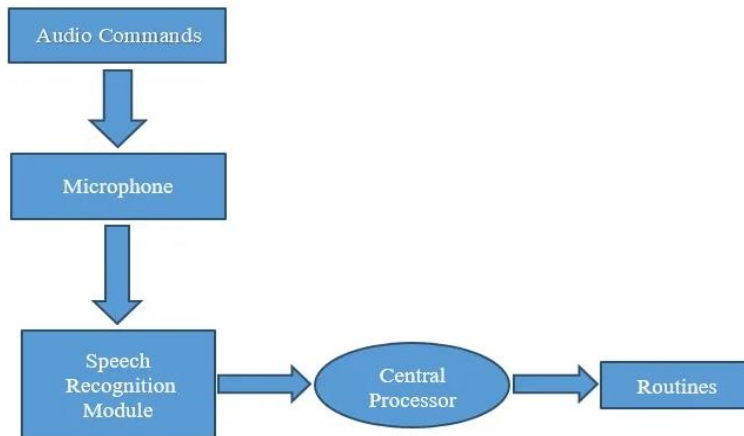 Audio Commands
Microphone
Speech
Recognition
Module
Central
Processor
Routines